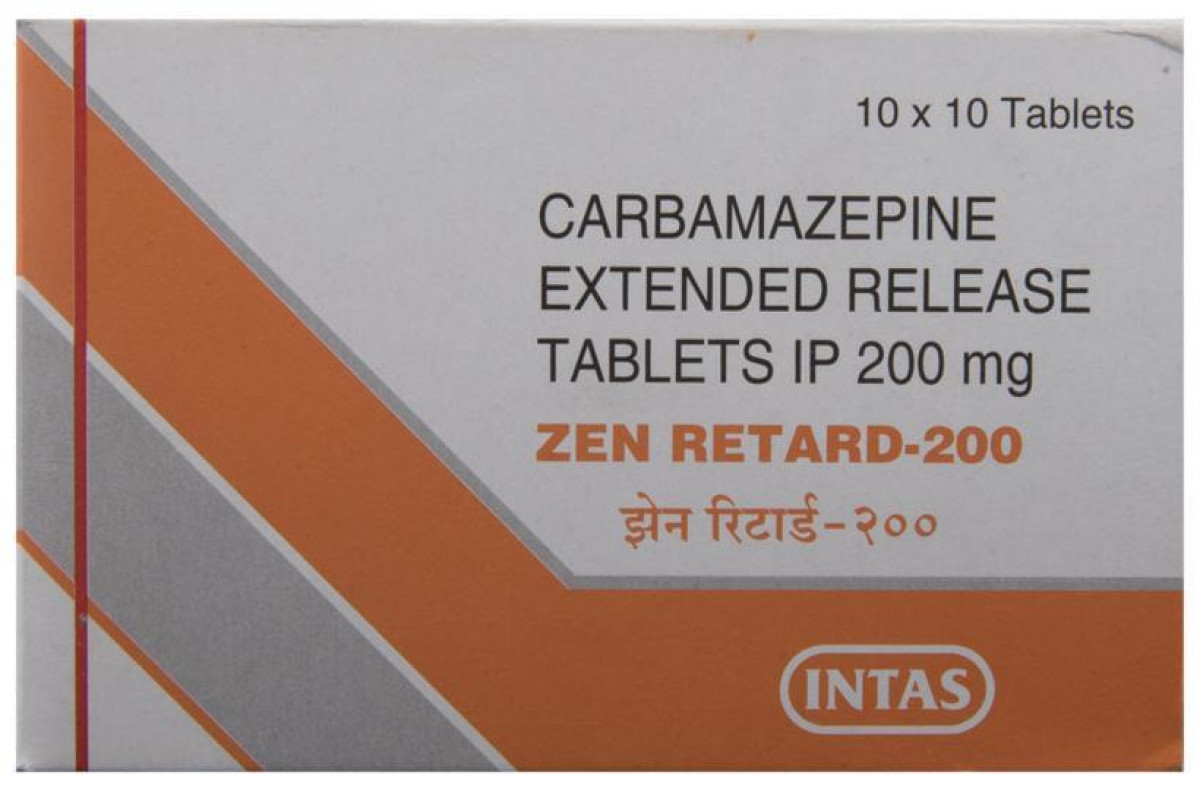 10 x 10 Tablets
CARBAMAZEPINE
EXTENDED RELEASE
TABLETS IP 200 mg
ZEN RETARD-200
झेन रिटार्ड-२००
INTAS